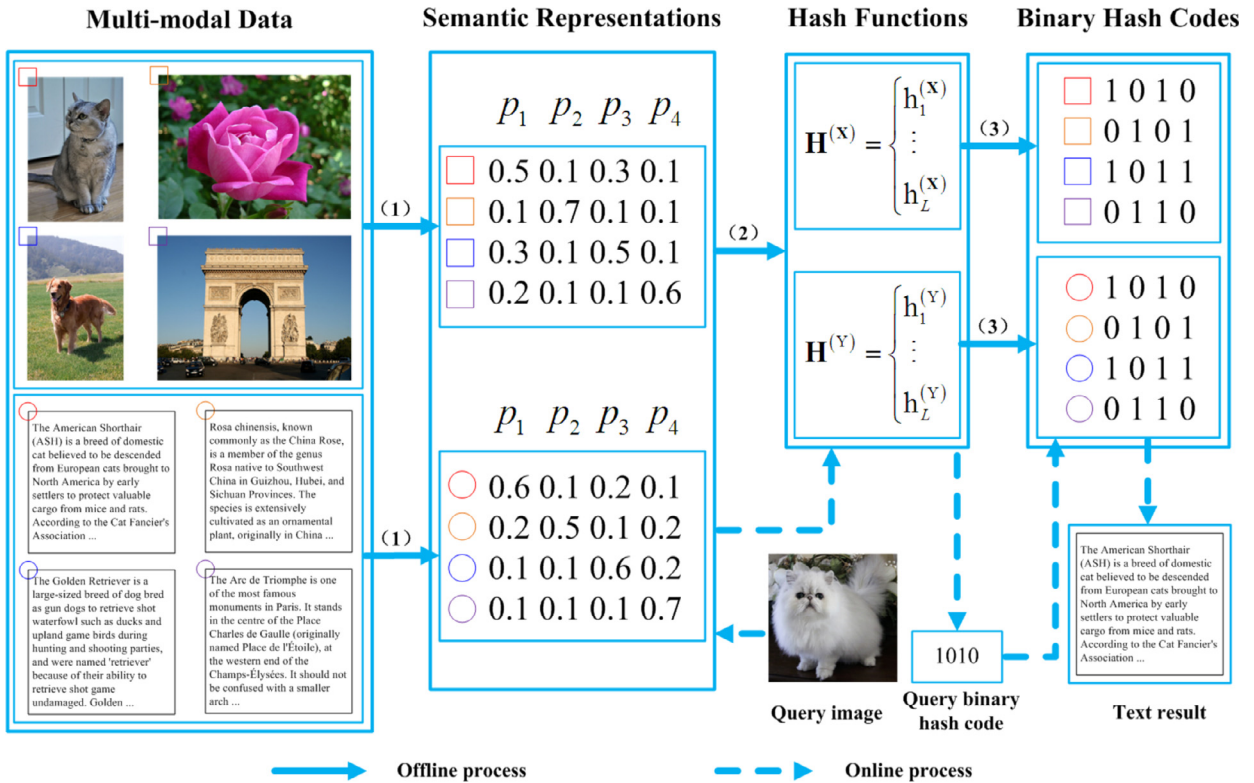 Multi-modal Data
Semantic Representations
Hash Functions
Binary Hash Codes
The American Shorthair
(ASH) is a breed of domestic
cat believed to be descended
from European cats brought to
North America by early
settlers to protect valuable
cargo from mice and rats.
According to the Cat Fancier's
Association ...
Rosa chinensis, known
commonly as the China Rose,
is a member of the genus
Rosa native to Southwest
China in Guizhou, Hubei, and
Sichuan Provinces. The
species is extensively
cultivated as an ornamental
plant, originally in China ...
The Golden Retriever is a
large-sized breed of dog bred
as gun dogs to retrieve shot
waterfowl such as ducks and
upland game birds during
hunting and shooting parties,
and were named 'retriever'
because of their ability to
retrieve shot game
undamaged. Golden ...
The Arc de Triomphe is one
of the most famous
monuments in Paris. It stands
in the centre of the Place
Charles de Gaulle (originally
named Place de l'Étoile), at
the western end of the
Champs-Élysées. It should not
be confused with a smaller
arch ...
(1)
(1)
p₁ p₂ p₃ p₄
0.5 0.1 0.3 0.1
0.1 0.7 0.1 0.1
0.3 0.1 0.5 0.1
0.2 0.1 0.1 0.6
p₁ p₂ p₃ p₄
0.6 0.1 0.2 0.1
0.2 0.5 0.1 0.2
0.1 0.1 0.6 0.2
0.1 0.1 0.1 0.7
(2)
h₁^(X)
H^(X) = { ⋮
h_L^(X)
h₁^(Y)
H^(Y) = { ⋮
h_L^(Y)
(3)
(3)
1 0 1 0
0 1 0 1
1 0 1 1
0 1 1 0
1 0 1 0
0 1 0 1
1 0 1 1
0 1 1 0
Query image
1010
Query binary
hash code
The American Shorthair
(ASH) is a breed of domestic
cat believed to be descended
from European cats brought to
North America by early
settlers to protect valuable
cargo from mice and rats.
According to the Cat Fancier's
Association ...
Text result
Offline process
Online process